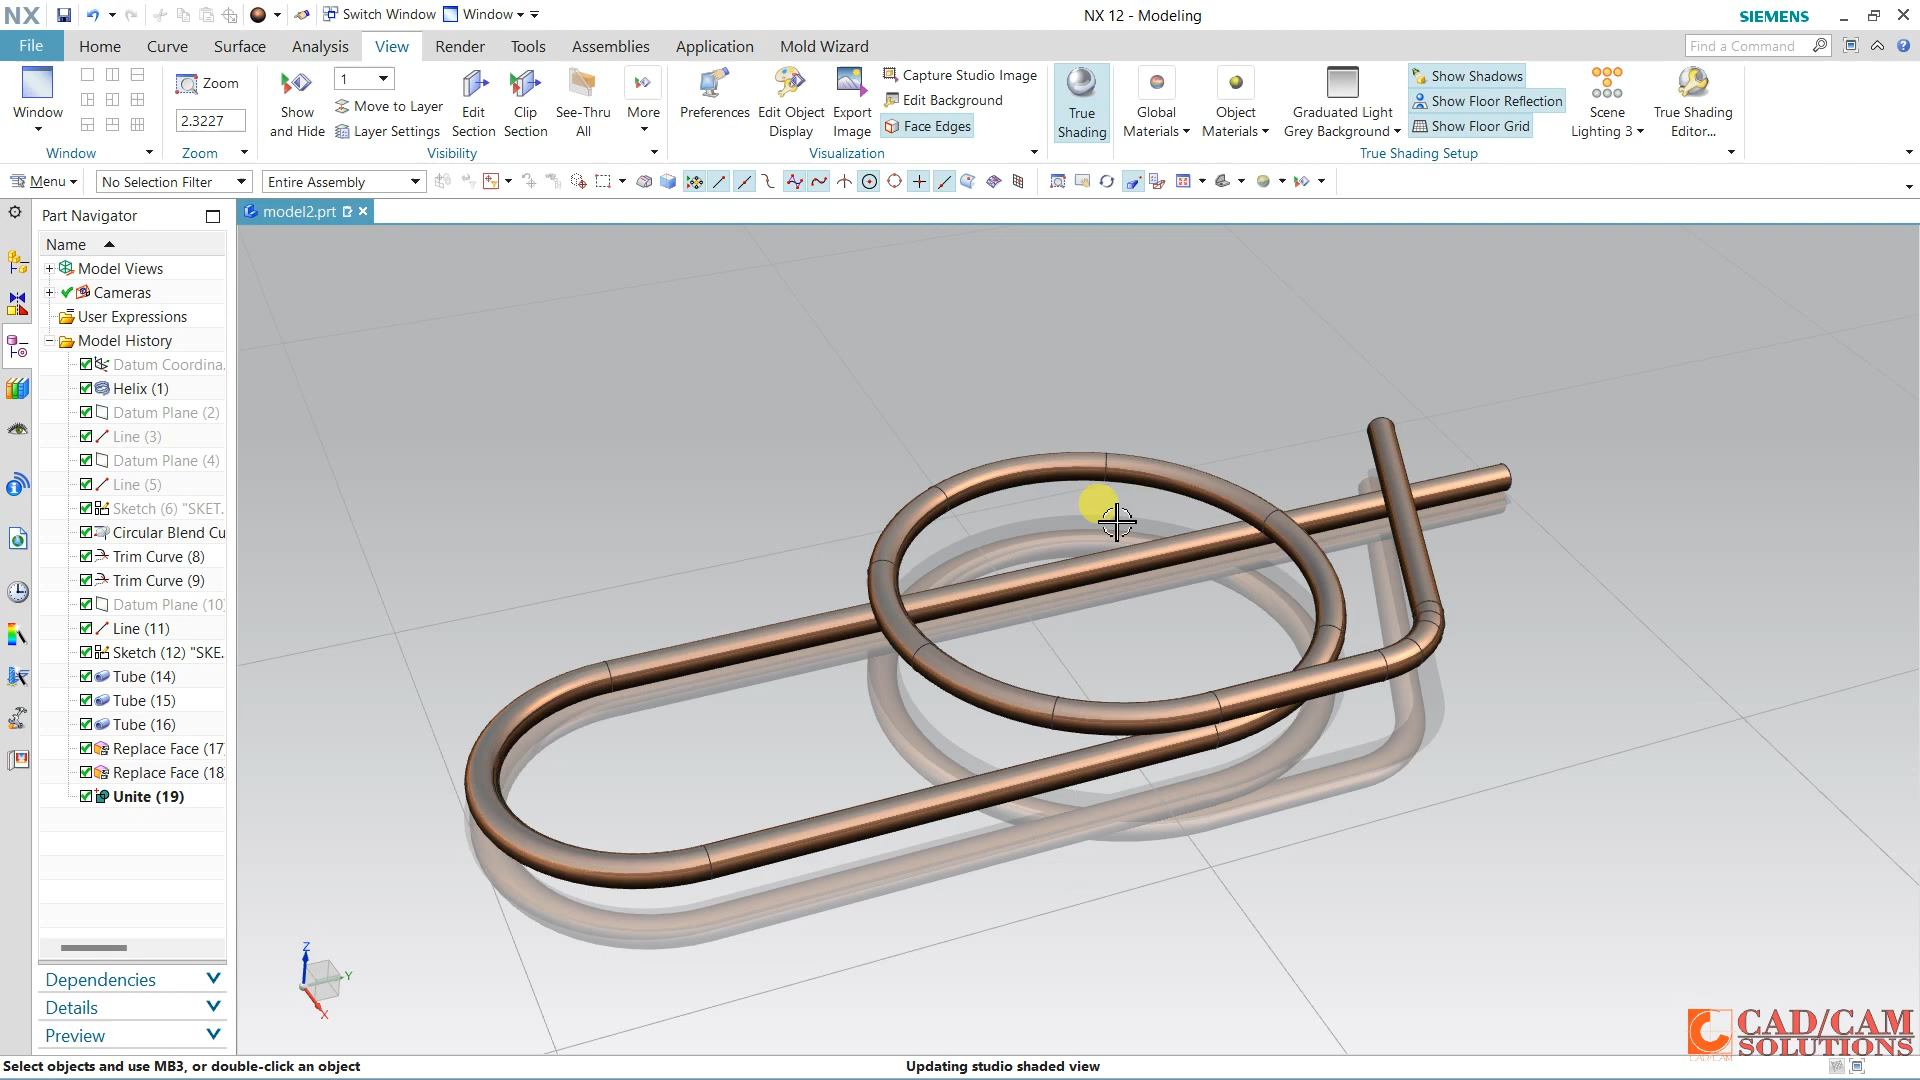 NX
Switch Window
Window
NX 12 - Modeling
SIEMENS
File
Home
Curve
Surface
Analysis
View
Render
Tools
Assemblies
Application
Mold Wizard
Find a Command
Window
Zoom
2.3227
Show and Hide
1
Move to Layer
Layer Settings
Edit Section
Clip Section
See-Thru All
More
Preferences
Edit Object Display
Export Image
Capture Studio Image
Edit Background
Face Edges
True Shading
Global Materials
Object Materials
Graduated Light Grey Background
Show Shadows
Show Floor Reflection
Show Floor Grid
Scene Lighting 3
True Shading Editor...
Window
Zoom
Visibility
Visualization
True Shading Setup
Menu
No Selection Filter
Entire Assembly
Part Navigator
model2.prt
Name
Model Views
Cameras
User Expressions
Model History
Datum Coordina.
Helix (1)
Datum Plane (2)
Line (3)
Datum Plane (4)
Line (5)
Sketch (6) "SKET.
Circular Blend Cu
Trim Curve (8)
Trim Curve (9)
Datum Plane (10)
Line (11)
Sketch (12) "SKE.
Tube (14)
Tube (15)
Tube (16)
Replace Face (17
Replace Face (18
Unite (19)
Dependencies
Details
Preview
Z
Y
X
CAD/CAM
SOLUTIONS
CAD/CAM
Select objects and use MB3, or double-click an object
Updating studio shaded view